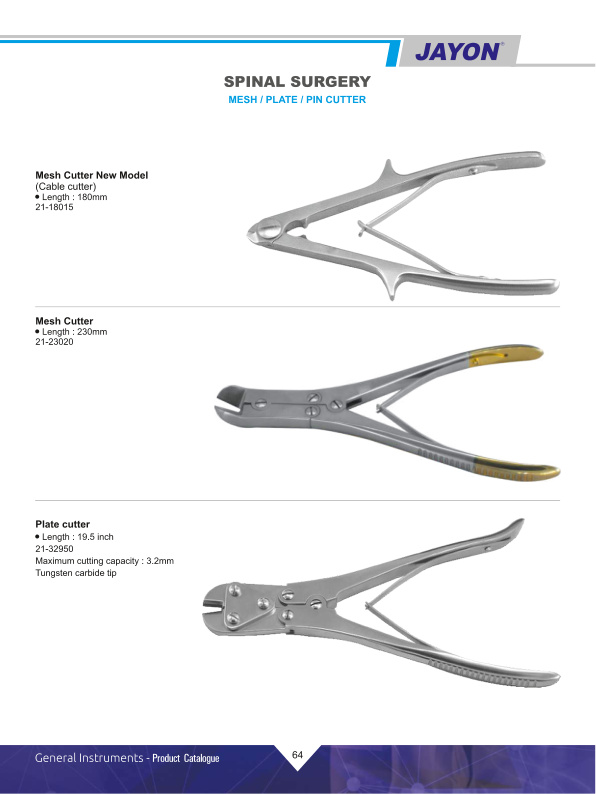 JAYON®
SPINAL SURGERY
MESH / PLATE / PIN CUTTER
Mesh Cutter New Model
(Cable cutter)
• Length : 180mm
21-18015
Mesh Cutter
• Length : 230mm
21-23020
Plate cutter
• Length : 19.5 inch
21-32950
Maximum cutting capacity : 3.2mm
Tungsten carbide tip
General Instruments - Product Catalogue
64